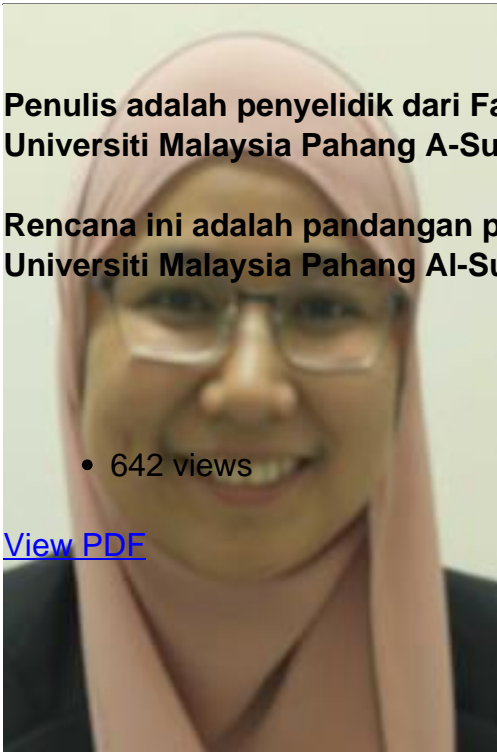 Penulis adalah penyelidik dari Fa
Universiti Malaysia Pahang A-Su
Rencana ini adalah pandangan p
Universiti Malaysia Pahang Al-Su
• 642 views
View PDF